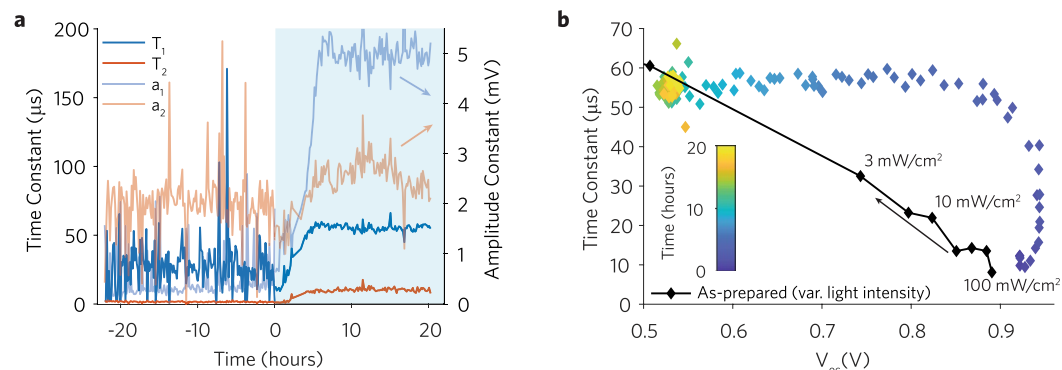 a
b
200
150
100
50
0
Time Constant (µs)
T₁
T₂
a₁
a₂
5
4
3
2
1
0
Amplitude Constant (mV)
-20
-10
0
10
20
Time (hours)
70
60
50
40
30
20
10
0
Time Constant (µs)
20
10
0
Time (hours)
3 mW/cm²
10 mW/cm²
100 mW/cm²
As-prepared (var. light intensity)
0.5
0.6
0.7
0.8
0.9
V (V)